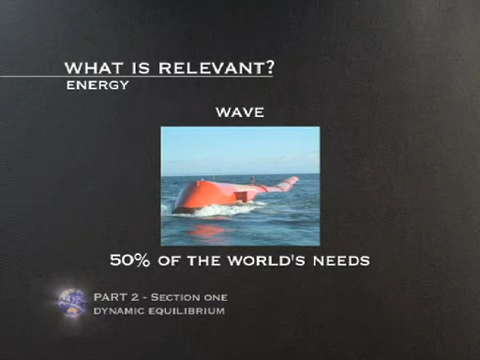 WHAT IS RELEVANT?
ENERGY
WAVE
50% OF THE WORLD'S NEEDS
PART 2 - SECTION ONE
DYNAMIC EQUILIBRIUM